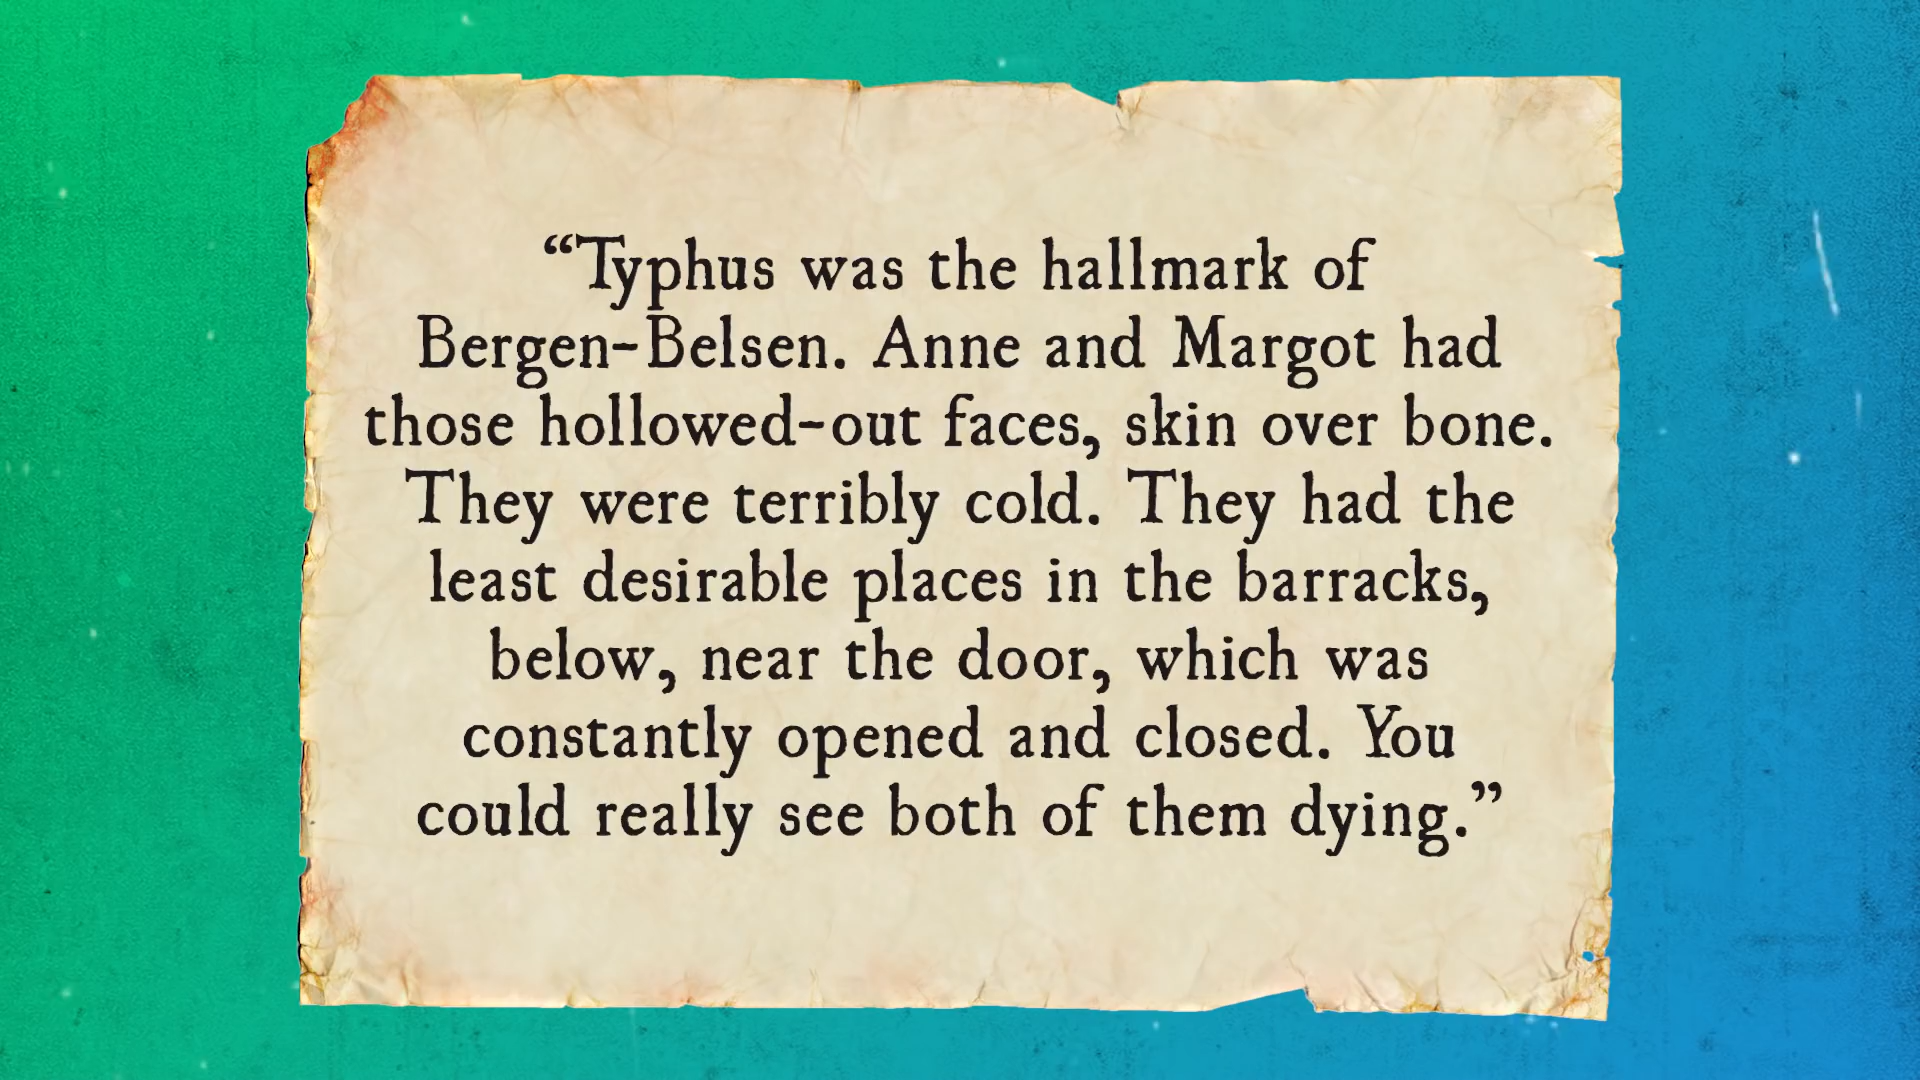 “Typhus was the hallmark of
Bergen-Belsen. Anne and Margot had
those hollowed-out faces, skin over bone.
They were terribly cold. They had the
least desirable places in the barracks,
below, near the door, which was
constantly opened and closed. You
could really see both of them dying.”